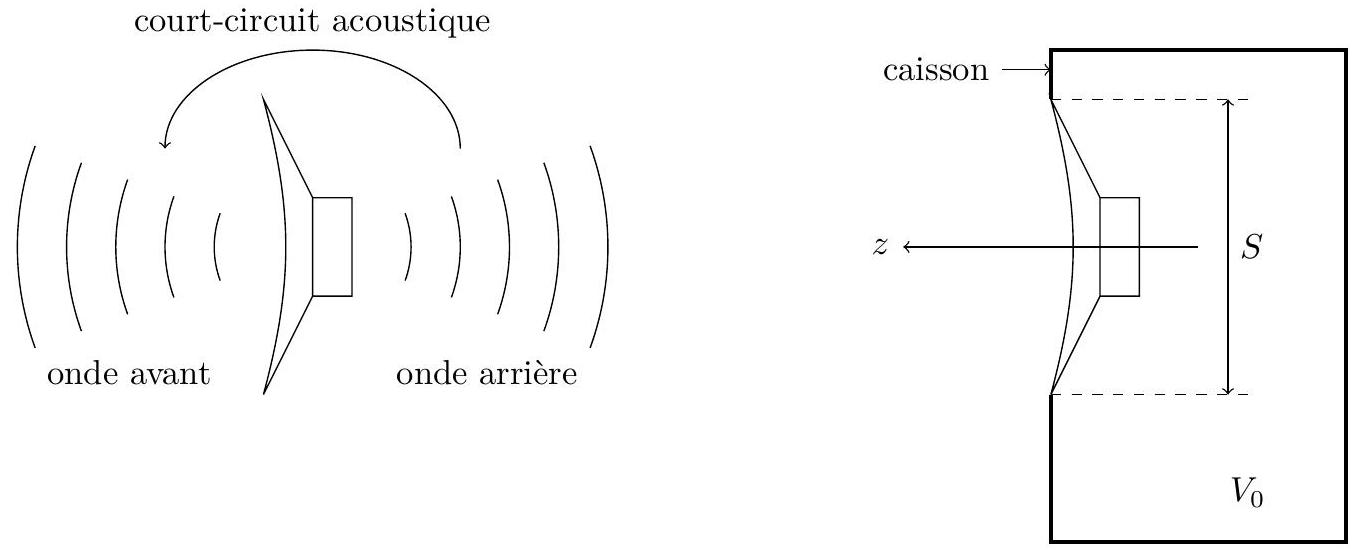 court-circuit acoustique
onde avant
onde arrière
caisson
z
S
V₀